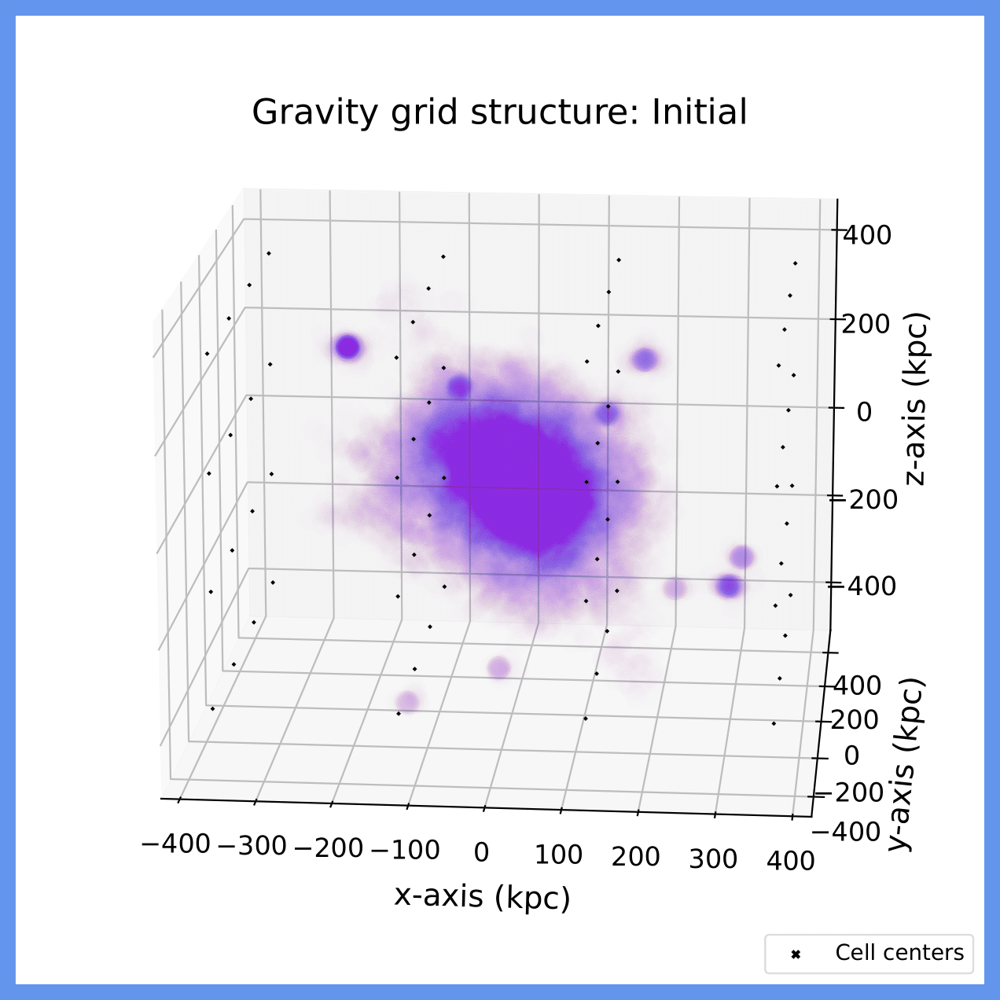 Gravity grid structure: Initial
400
200
0
−200
−400
z-axis (kpc)
400
200
0
−200
−400
y-axis (kpc)
−400 −300 −200 −100 0 100 200 300 400
x-axis (kpc)
Cell centers